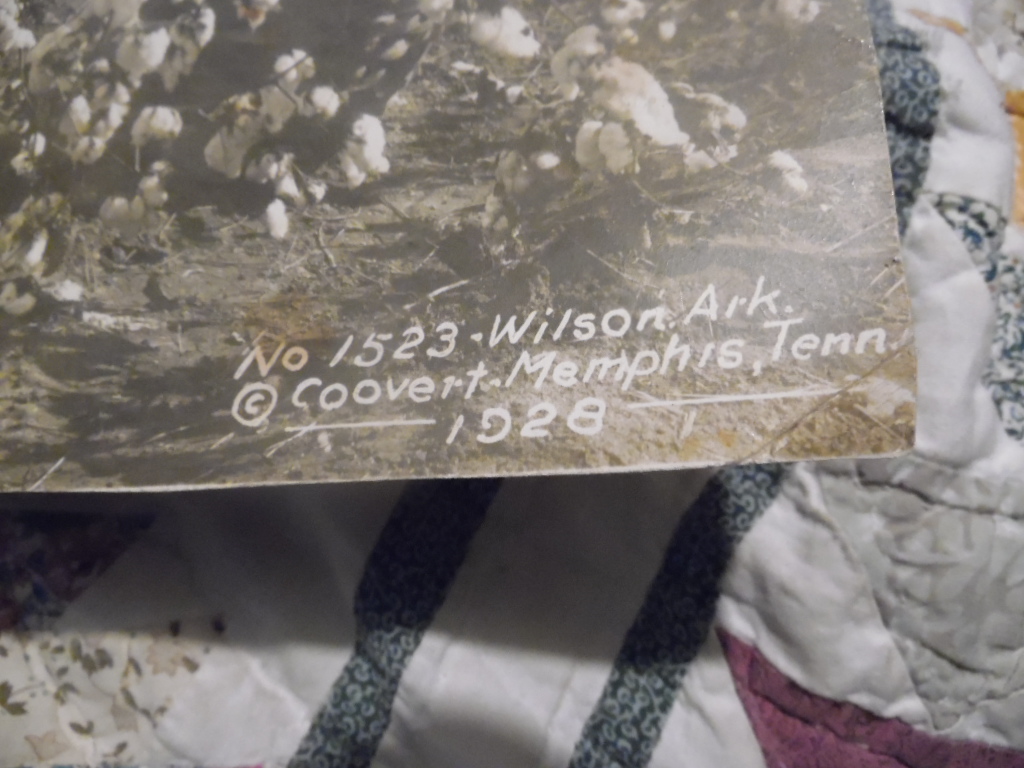 No 1523-Wilson.Ark.
© Coovert-Memphis, Tenn.
1928